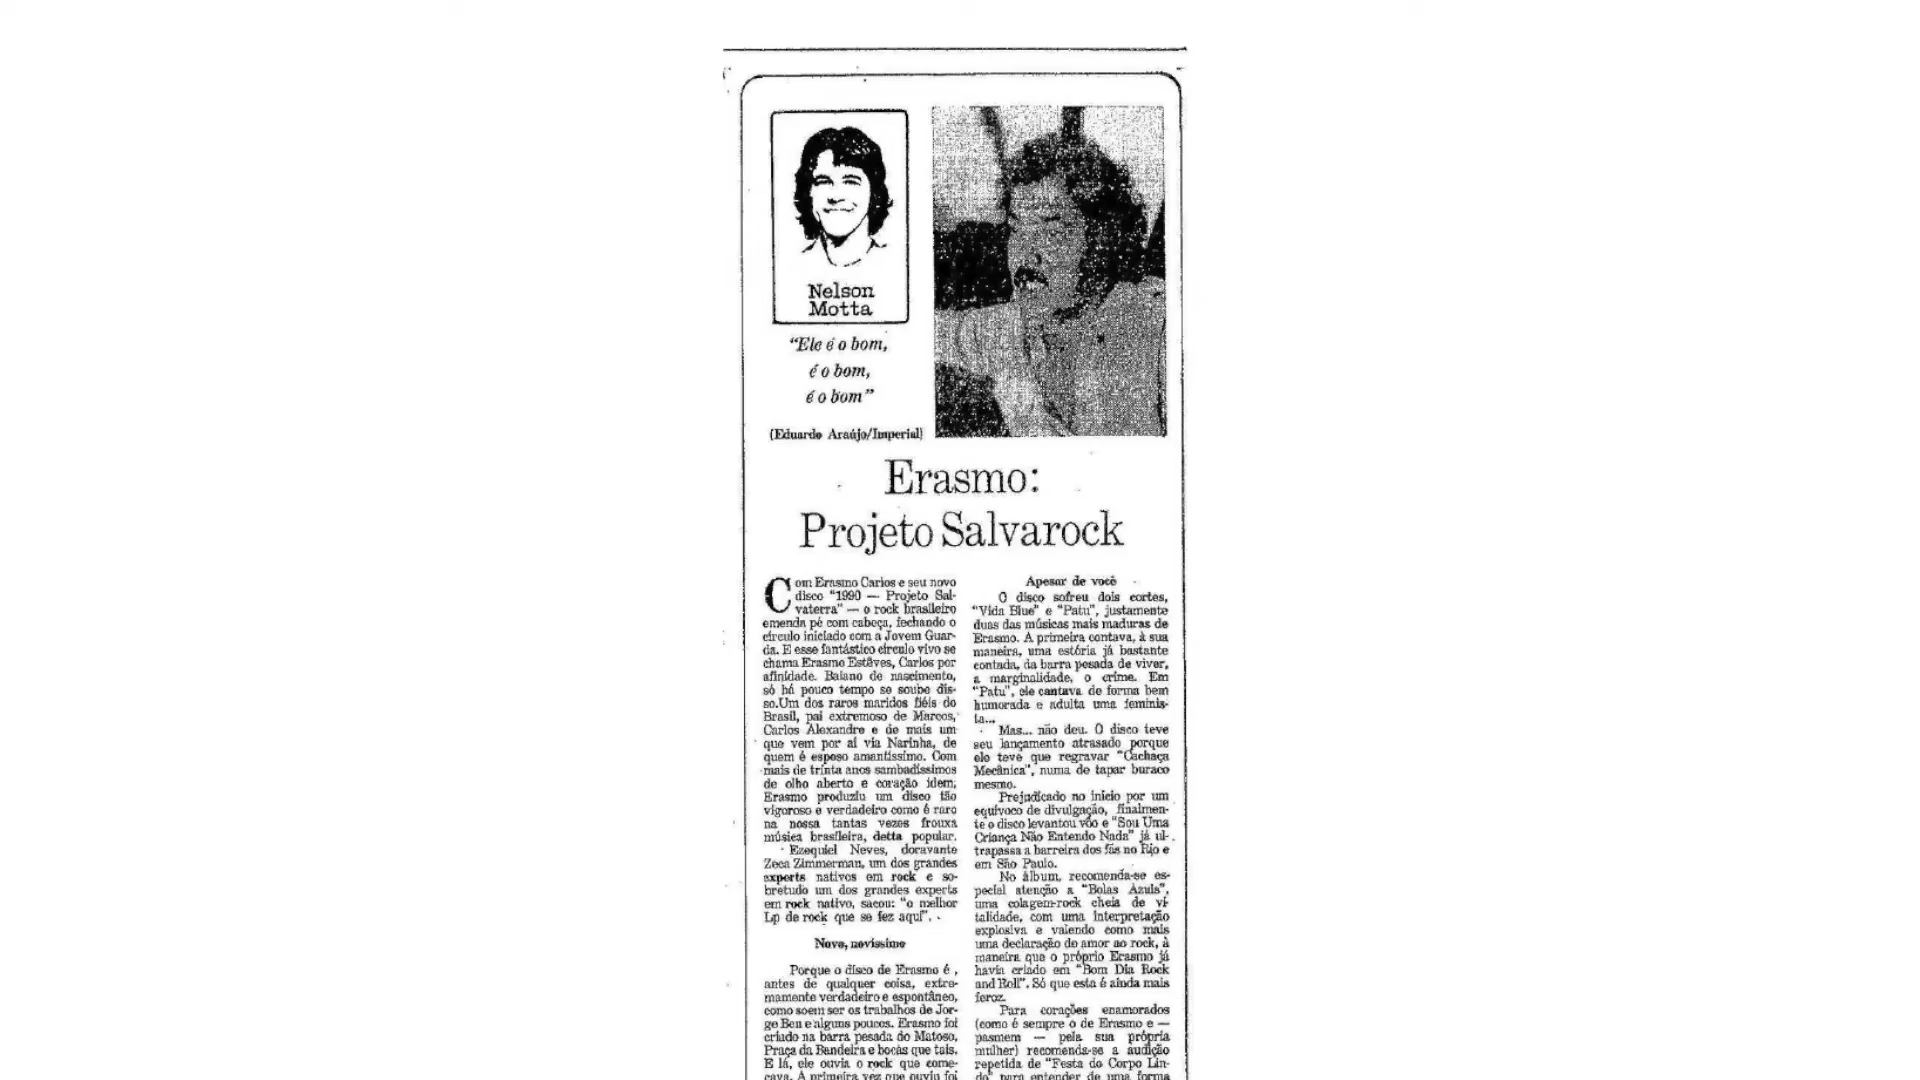 Nelson
Motta
“Ele é o bom,
é o bom,
é o bom”
(Eduardo Araújo/Imperial)
Erasmo:
Projeto Salvarock
Com Erasmo Carlos e seu novo
disco "1990 — Projeto Sal-
vaterra" — o rock brasileiro
emenda pé com cabeça, fechando o
círculo iniciado com a Jovem Guar-
da. E esse fantástico círculo vivo se
chama Erasmo Estêves, Carlos por
afinidade. Baiano de nascimento,
só há pouco tempo se soube dis-
so.Um dos raros maridos fiéis do
Brasil, pai extremoso de Marcos,
Carlos Alexandre e de mais um
que vem por aí via Narinha, de
quem é esposo amantíssimo. Com
mais de trinta anos sambadíssimos
de olho aberto e coração idem,
Erasmo produziu um disco tão
vigoroso e verdadeiro como é raro
na nossa tantas vezes frouxa
música brasileira, detta popular.
Ezequiel Neves, doravante
Zeca Zimmerman, um dos grandes
experts nativos em rock e so-
bretudo um dos grandes experts
em rock nativo, sacou: "o melhor
Lp de rock que se fez aqui".
Novo, novíssimo
Porque o disco de Erasmo é,
antes de qualquer coisa, extre-
mamente verdadeiro e espontâneo,
como soem ser os trabalhos de Jor-
ge Ben e alguns poucos. Erasmo foi
criado na barra pesada do Matoso,
Praça da Bandeira e bocas que tais.
E lá, ele ouvia o rock que come-
çava. A primeira vez que ouviu foi
Apesar de você
O disco sofreu dois cortes,
"Vida Blue" e "Patu", justamente
duas das músicas mais maduras de
Erasmo. A primeira contava, à sua
maneira, uma estória já bastante
contada, da barra pesada de viver,
a marginalidade, o crime. Em
"Patu", ele cantava de forma bem
humorada e adulta uma feminis-
ta...
Mas... não deu. O disco teve
seu lançamento atrasado porque
ele teve que regravar "Cachaça
Mecânica", numa de tapar buraco
mesmo.
Prejudicado no início por um
equívoco de divulgação, finalmen-
te o disco levantou vôo e "Sou Uma
Criança Não Entendo Nada" já ul-
trapassa a barreira dos fãs no Rio e
em São Paulo.
No álbum, recomenda-se es-
pecial atenção a "Bolas Azuis",
uma colagem-rock cheia de vi-
talidade, com uma interpretação
explosiva e valendo como mais
uma declaração de amor ao rock, à
maneira que o próprio Erasmo já
havia criado em "Bom Dia Rock
and Roll". Só que esta é ainda mais
feroz.
Para corações enamorados
(como é sempre o de Erasmo e —
pasmem — pela sua própria
mulher) recomenda-se a audição
repetida de "Festa do Corpo Lin-
do" para entender de uma forma